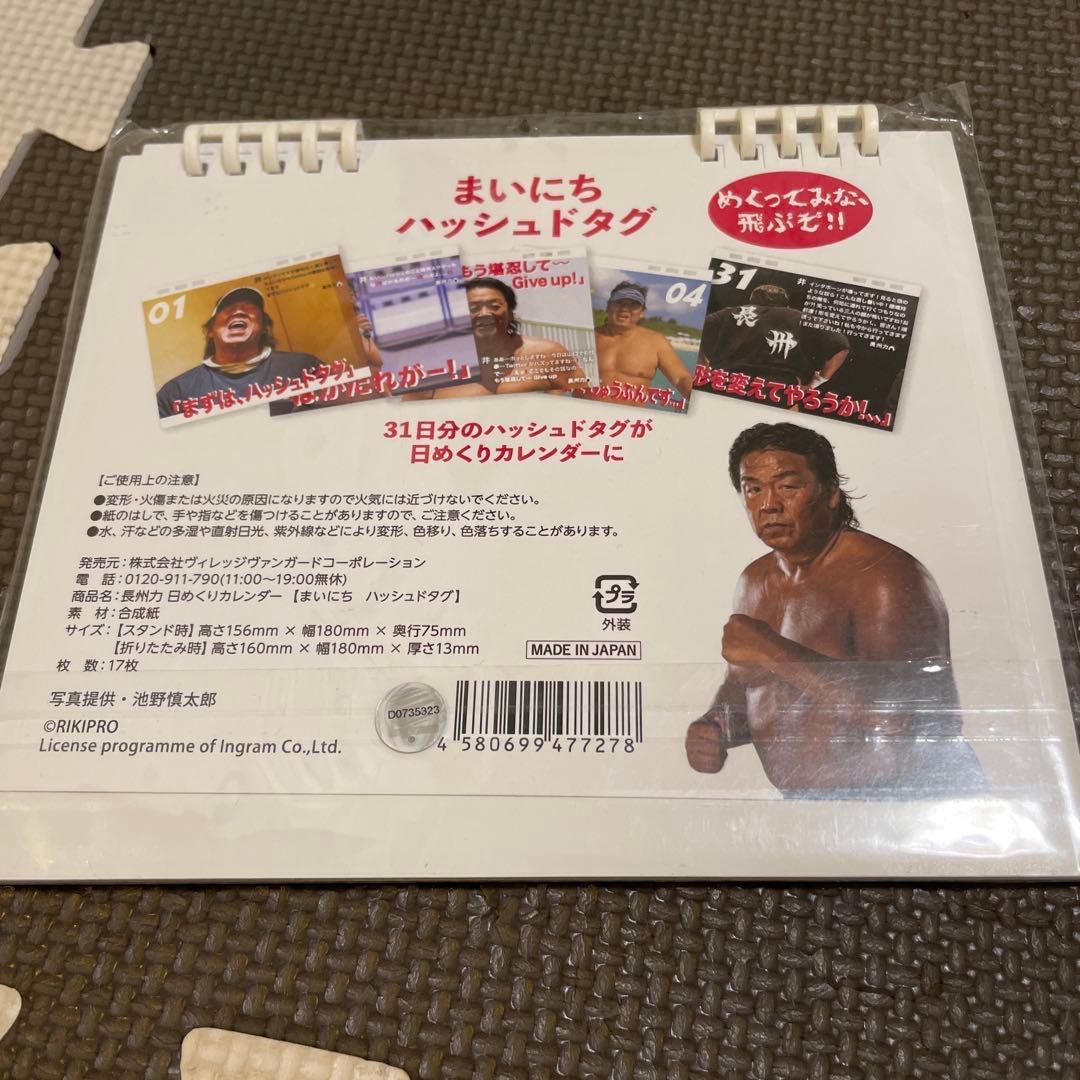 まいにち
ハッシュドタグ
めくってみな、
飛ぶぞ!!
01
「まずは、ハッシュドタグ」
だれがー!」
もう堪忍して〜
Give up!」
04
じゅうぶんです…」
31
長州
形を変えてやろうか!、、」
長州力
31日分のハッシュドタグが
日めくりカレンダーに
【ご使用上の注意】
●変形・火傷または火災の原因になりますので火気には近づけないでください。
●紙のはしで、手や指などを傷つけることがありますので、ご注意ください。
●水、汗などの多湿や直射日光、紫外線などにより変形、色移り、色落ちすることがあります。
発売元:株式会社ヴィレッジヴァンガードコーポレーション
電 話:0120-911-790(11:00〜19:00無休)
商品名:長州力 日めくりカレンダー 【まいにち ハッシュドタグ】
素 材:合成紙
サイズ:【スタンド時】高さ156mm × 幅180mm × 奥行75mm
【折りたたみ時】高さ160mm × 幅180mm × 厚さ13mm
枚 数:17枚
プラ
外装
MADE IN JAPAN
写真提供・池野慎太郎
©RIKIPRO
License programme of Ingram Co.,Ltd.
D0735323
4 580699 477278